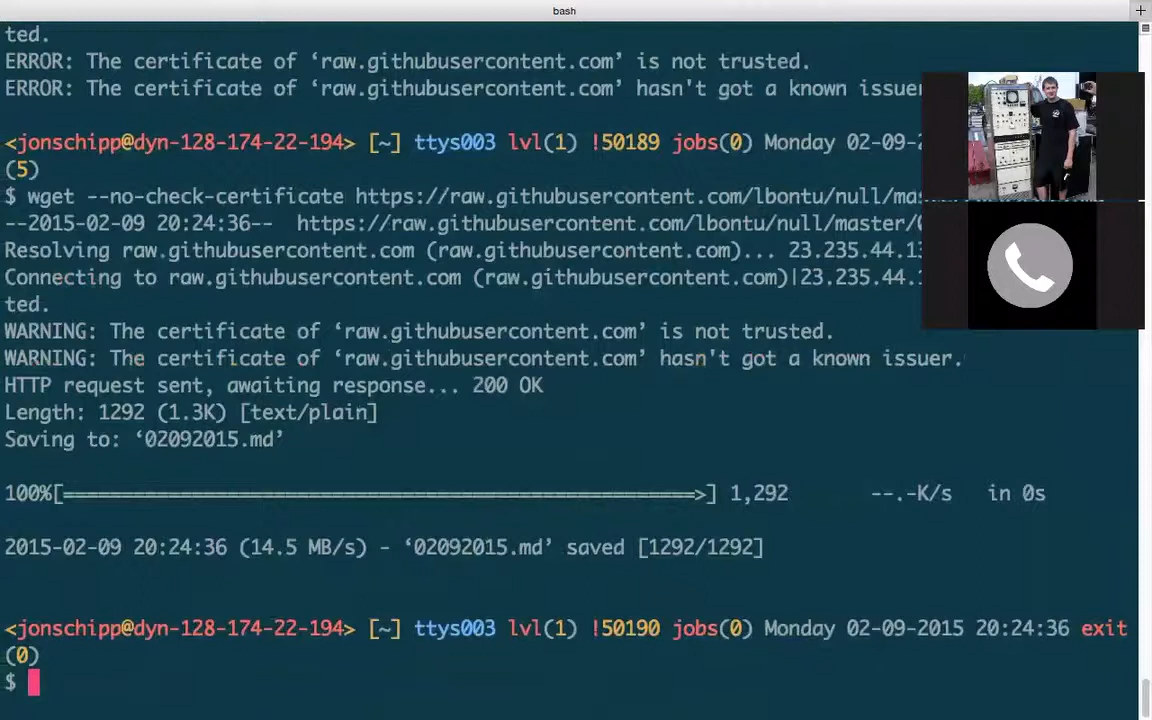 bash
ted.
ERROR: The certificate of ‘raw.githubusercontent.com’ is not trusted.
ERROR: The certificate of ‘raw.githubusercontent.com’ hasn't got a known issuer
<jonschipp@dyn-128-174-22-194> [~] ttys003 lvl(1) !50189 jobs(0) Monday 02-09-
(5)
$ wget --no-check-certificate https://raw.githubusercontent.com/lbontu/null/
--2015-02-09 20:24:36-- https://raw.githubusercontent.com/lbontu/null/master/
Resolving raw.githubusercontent.com (raw.githubusercontent.com)... 23.235.44.
Connecting to raw.githubusercontent.com (raw.githubusercontent.com)|23.235.44.
ted.
WARNING: The certificate of ‘raw.githubusercontent.com’ is not trusted.
WARNING: The certificate of ‘raw.githubusercontent.com’ hasn't got a known issuer.
HTTP request sent, awaiting response... 200 OK
Length: 1292 (1.3K) [text/plain]
Saving to: ‘02092015.md’
100%[======================================================>] 1,292 --.-K/s in 0s
2015-02-09 20:24:36 (14.5 MB/s) - ‘02092015.md’ saved [1292/1292]
<jonschipp@dyn-128-174-22-194> [~] ttys003 lvl(1) !50190 jobs(0) Monday 02-09-2015 20:24:36 exit
(0)
$